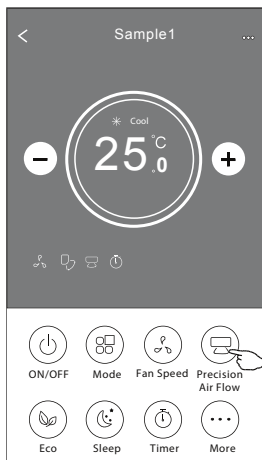 Sample1
...
Cool
25.0°C
ON/OFF
Mode
Fan Speed
Precision
Air Flow
Eco
Sleep
Timer
More